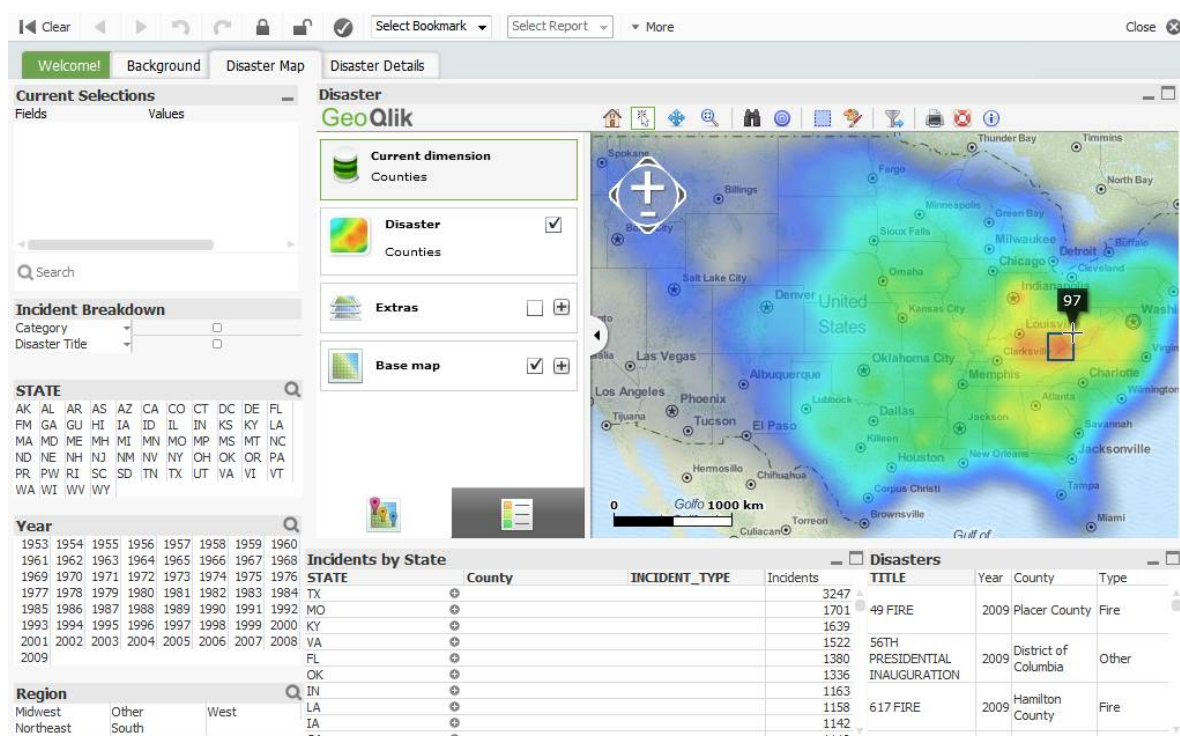 Clear Select Bookmark Select Report More Close
Welcome! Background Disaster Map Disaster Details
Current Selections
Fields Values
Search
Incident Breakdown
Category
Disaster Title
STATE
AK AL AR AS AZ CA CO CT DC DE FL
FM GA GU HI IA ID IL IN KS KY LA
MA MD ME MH MI MN MO MP MS MT NC
ND NE NH NJ NM NV NY OH OK OR PA
PR PW RI SC SD TN TX UT VA VI VT
WA WI WV WY
Year
1953 1954 1955 1956 1957 1958 1959 1960
1961 1962 1963 1964 1965 1966 1967 1968
1969 1970 1971 1972 1973 1974 1975 1976
1977 1978 1979 1980 1981 1982 1983 1984
1985 1986 1987 1988 1989 1990 1991 1992
1993 1994 1995 1996 1997 1998 1999 2000
2001 2002 2003 2004 2005 2006 2007 2008
2009
Region
Midwest Other West
Northeast South
Disaster
GeoQlik
Current dimension
Counties
Disaster
Counties
Extras
Base map
Thunder Bay Timmins
Spokane
Fargo
North Bay
Billings
Minneapolis
Green Bay
Sioux Falls
Milwaukee
Detroit Buffalo
Chicago
Cleveland
Salt Lake City
Omaha
Indianapolis
97
Denver United
Kansas City
States
Louisv
Washi
Clarksvil
Las Vegas
Oklahoma City
Virgin
Albuquerque
Memphis
Charlotte
Los Angeles
Phoenix
Lubbock
Atlanta
Wilmington
Dallas
Jackson
Tijuana
Tucson
El Paso
Savannah
Killeen
Jacksonville
Houston
New Orleans
Hermosillo
Chihuahua
Corpus Christi
Tampa
0 Golfo 1000 km
Brownsville
Miami
Torreon
Culiacan
Gulf of
Incidents by State
STATE County INCIDENT_TYPE Incidents
TX 3247
MO 1701
KY 1639
VA 1522
FL 1380
OK 1336
IN 1163
LA 1158
IA 1142
Disasters
TITLE Year County Type
49 FIRE 2009 Placer County Fire
56TH
PRESIDENTIAL
INAUGURATION
2009
District of
Columbia
Other
617 FIRE
2009
Hamilton
County
Fire